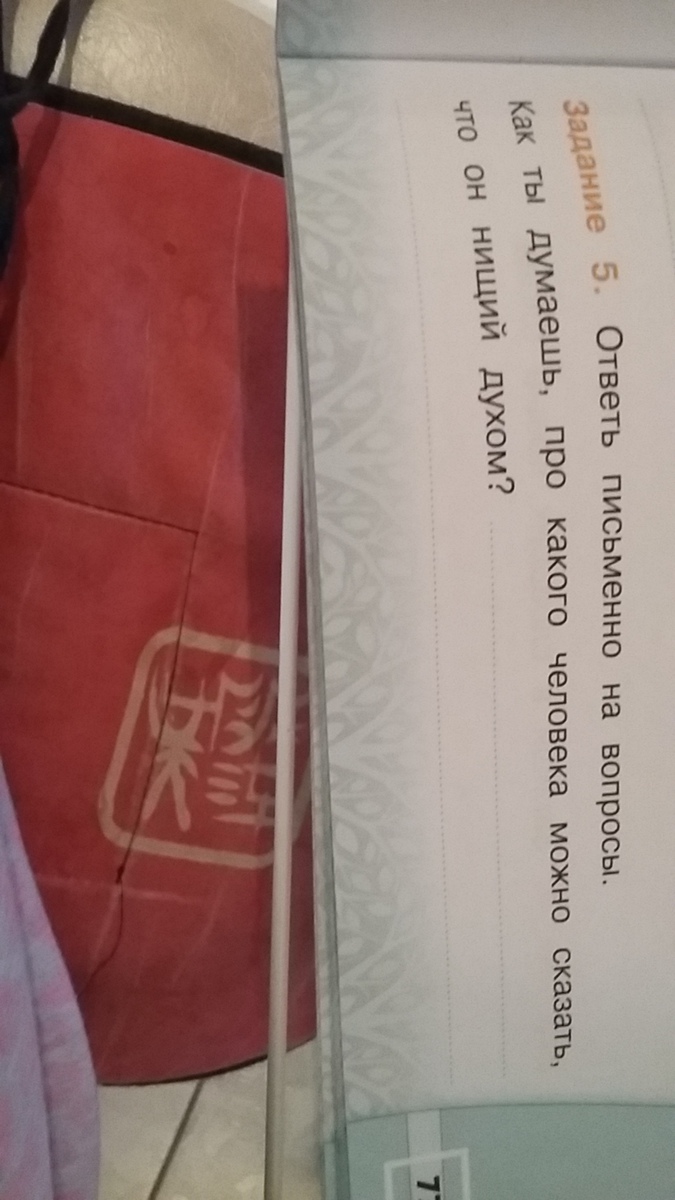 Задание 5. Ответь письменно на вопросы.
Как ты думаешь, про какого человека можно сказать,
что он нищий духом?